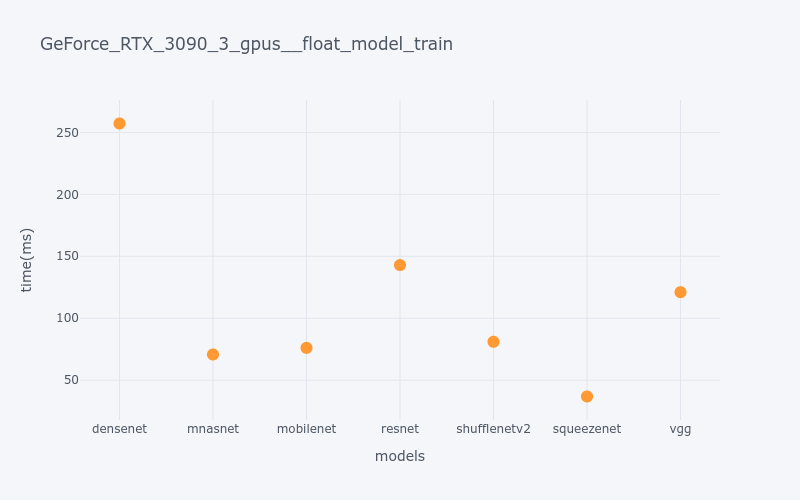 GeForce_RTX_3090_3_gpus__float_model_train
250
200
150
100
50
time(ms)
densenet mnasnet mobilenet resnet shufflenetv2 squeezenet vgg
models